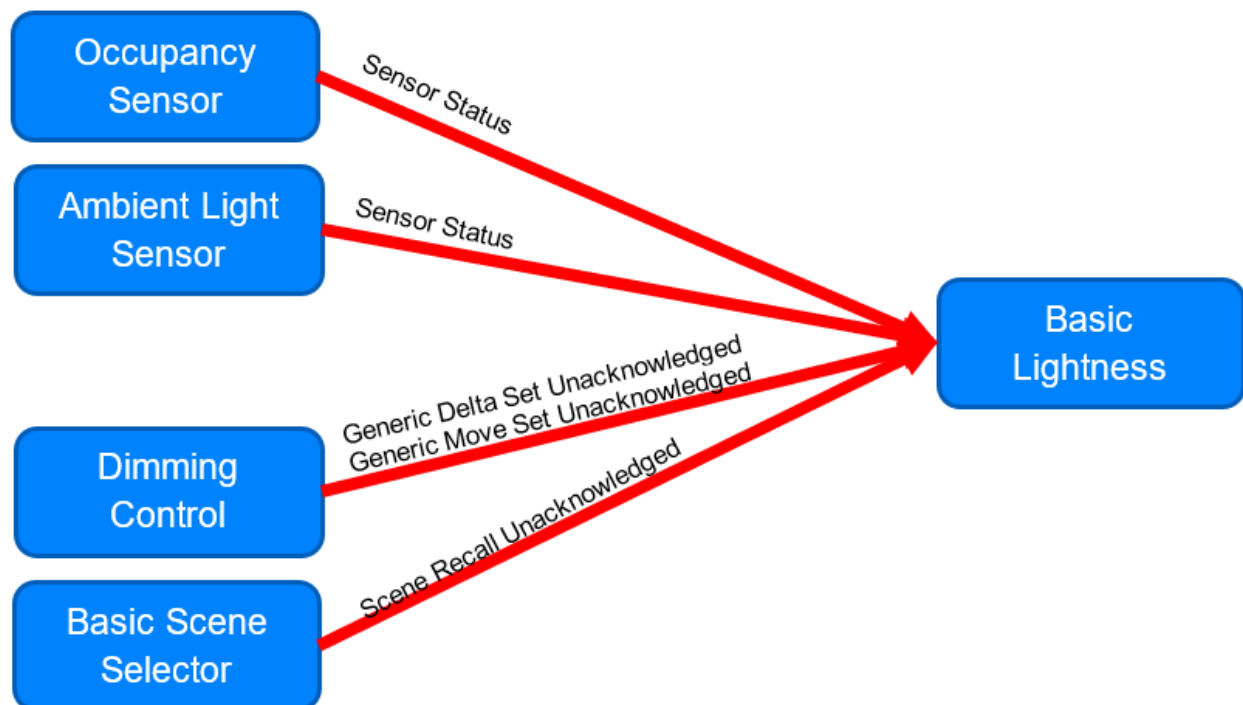 Occupancy
Sensor
Sensor Status
Ambient Light
Sensor
Sensor Status
Basic
Lightness
Generic Delta Set Unacknowledged
Generic Move Set Unacknowledged
Dimming
Control
Scene Recall Unacknowledged
Basic Scene
Selector